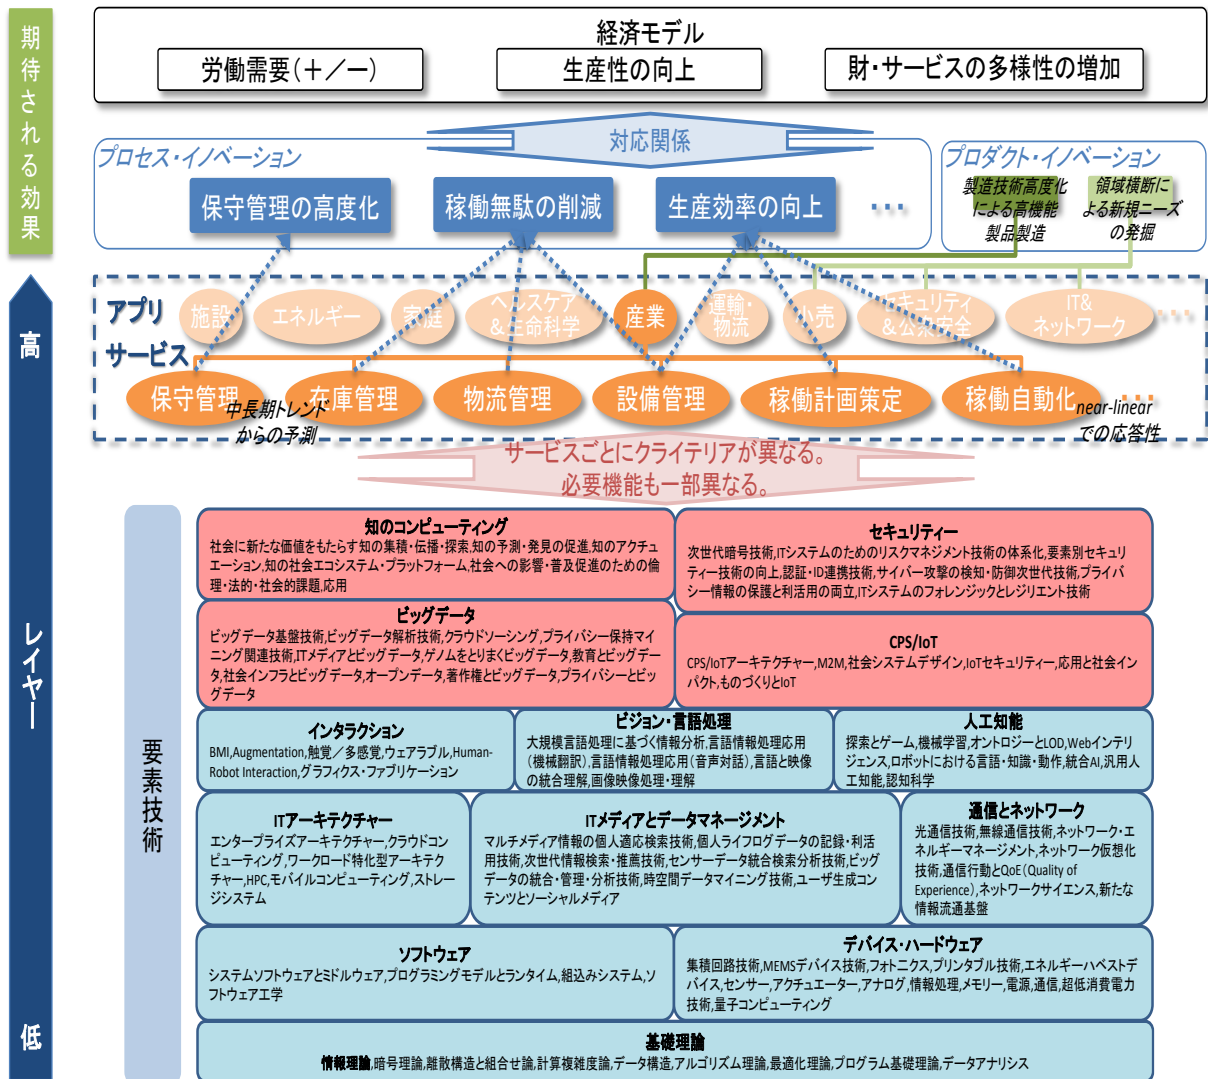 期待される効果
経済モデル
労働需要(＋／ー)
生産性の向上
財・サービスの多様性の増加
対応関係
プロセス・イノベーション
保守管理の高度化
稼働無駄の削減
生産効率の向上
…
プロダクト・イノベーション
製造技術高度化
による高機能
製品製造
領域横断に
よる新規ニーズ
の発掘
高
レイヤー
低
アプリ
施設
エネルギー
家庭
ヘルスケア
&生命科学
産業
運輸・
物流
小売
セキュリティ
&公共安全
IT&
ネットワーク
…
サービス
保守管理
在庫管理
物流管理
設備管理
稼働計画策定
稼働自動化
…
中長期トレンド
からの予測
near-linear
での応答性
サービスごとにクライテリアが異なる。
必要機能も一部異なる。
要素技術
知のコンピューティング
社会に新たな価値をもたらす知の集積・伝播・探索,知の予測・発見の促進,知のアクチュ
エーション,知の社会エコシステム・プラットフォーム,社会への影響・普及促進のための倫
理・法的・社会的課題,応用
セキュリティー
次世代暗号技術,ITシステムのためのリスクマネジメント技術の体系化,要素別セキュリ
ティー技術の向上,認証・ID連携技術,サイバー攻撃の検知・防御次世代技術,プライバ
シー情報の保護と利活用の両立,ITシステムのフォレンジックとレジリエント技術
ビッグデータ
ビッグデータ基盤技術,ビッグデータ解析技術,クラウドソーシング,プライバシー保持マイ
ニング関連技術,ITメディアとビッグデータ,ゲノムをとりまくビッグデータ,教育とビッグデー
タ,社会インフラとビッグデータ,オープンデータ,著作権とビッグデータ,プライバシーとビッ
グデータ
CPS/IoT
CPS/IoTアーキテクチャー,M2M,社会システムデザイン,IoTセキュリティー,応用と社会イン
パクト,ものづくりとIoT
インタラクション
BMI,Augmentation,触覚／多感覚,ウェアラブル,Human-
Robot Interaction,グラフィクス・ファブリケーション
ビジョン・言語処理
大規模言語処理に基づく情報分析,言語情報処理応用
(機械翻訳),言語情報処理応用(音声対話),言語と映像
の統合理解,画像映像処理・理解
人工知能
探索とゲーム,機械学習,オントロジーとLOD,Webインテリ
ジェンス,ロボットにおける言語・知識・動作,統合AI,汎用人
工知能,認知科学
ITアーキテクチャー
エンタープライズアーキテクチャー,クラウドコン
ピューティング,ワークロード特化型アーキテク
チャー,HPC,モバイルコンピューティング,ストレー
ジシステム
ITメディアとデータマネージメント
マルチメディア情報の個人適応検索技術,個人ライフログデータの記録・利活
用技術,次世代情報検索・推薦技術,センサーデータ統合検索分析技術,ビッグ
データの統合・管理・分析技術,時空間データマイニング技術,ユーザ生成コン
テンツとソーシャルメディア
通信とネットワーク
光通信技術,無線通信技術,ネットワーク・エ
ネルギーマネージメント,ネットワーク仮想化
技術,通信行動とQoE(Quality of
Experience),ネットワークサイエンス,新たな
情報流通基盤
ソフトウェア
システムソフトウェアとミドルウェア,プログラミングモデルとランタイム,組込みシステム,ソ
フトウェア工学
デバイス・ハードウェア
集積回路技術,MEMSデバイス技術,フォトニクス,プリンタブル技術,エネルギーハベストデ
バイス,センサー,アクチュエーター,アナログ,情報処理,メモリー,電源,通信,超低消費電力
技術,量子コンピューティング
基礎理論
情報理論,暗号理論,離散構造と組合せ論,計算複雑度論,データ構造,アルゴリズム理論,最適化理論,プログラム基礎理論,データアナリシス